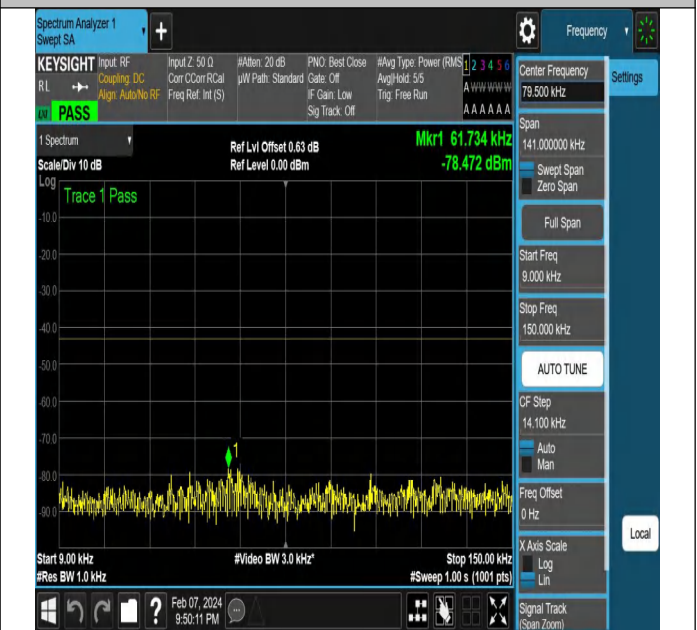 Spectrum Analyzer 1
Swept SA
+
Frequency
KEYSIGHT
RL
LXI
PASS
Input: RF
Coupling: DC
Align: Auto/No RF
Input Z: 50 Ω
Corr CCorr RCal
Freq Ref: Int (S)
#Atten: 20 dB
µW Path: Standard
PNO: Best Close
Gate: Off
IF Gain: Low
Sig Track: Off
#Avg Type: Power (RMS
Avg|Hold: 5/5
Trig: Free Run
1 2 3 4 5 6
A W W W W W
A A A A A A
1 Spectrum
Scale/Div 10 dB
Ref Lvl Offset 0.63 dB
Ref Level 0.00 dBm
Mkr1 61.734 kHz
-78.472 dBm
Log
Trace 1 Pass
-10.0
-20.0
-30.0
-40.0
-50.0
-60.0
-70.0
-80.0
-90.0
1
Start 9.00 kHz
#Res BW 1.0 kHz
#Video BW 3.0 kHz*
Stop 150.00 kHz
#Sweep 1.00 s (1001 pts)
?
Feb 07, 2024
9:50:11 PM
Center Frequency
79.500 kHz
Settings
Span
141.000000 kHz
Swept Span
Zero Span
Full Span
Start Freq
9.000 kHz
Stop Freq
150.000 kHz
AUTO TUNE
CF Step
14.100 kHz
Auto
Man
Freq Offset
0 Hz
Local
X Axis Scale
Log
Lin
Signal Track
(Span Zoom)